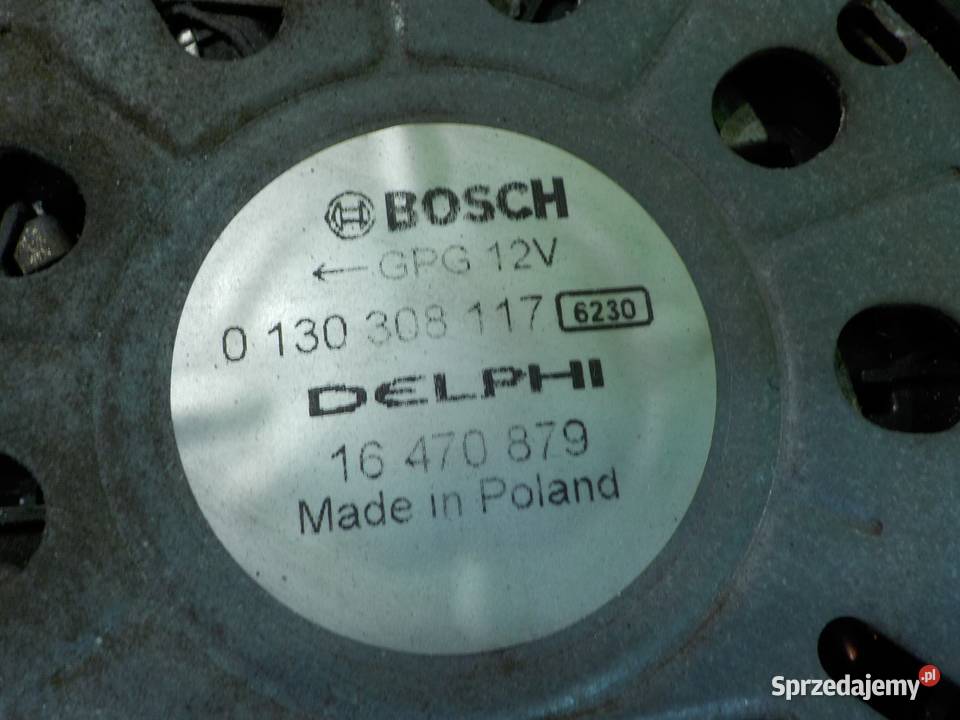 BOSCH
←GPG 12V
0 130 308 117 6230
DELPHI
16 470 879
Made in Poland
Sprzedajemy.pl